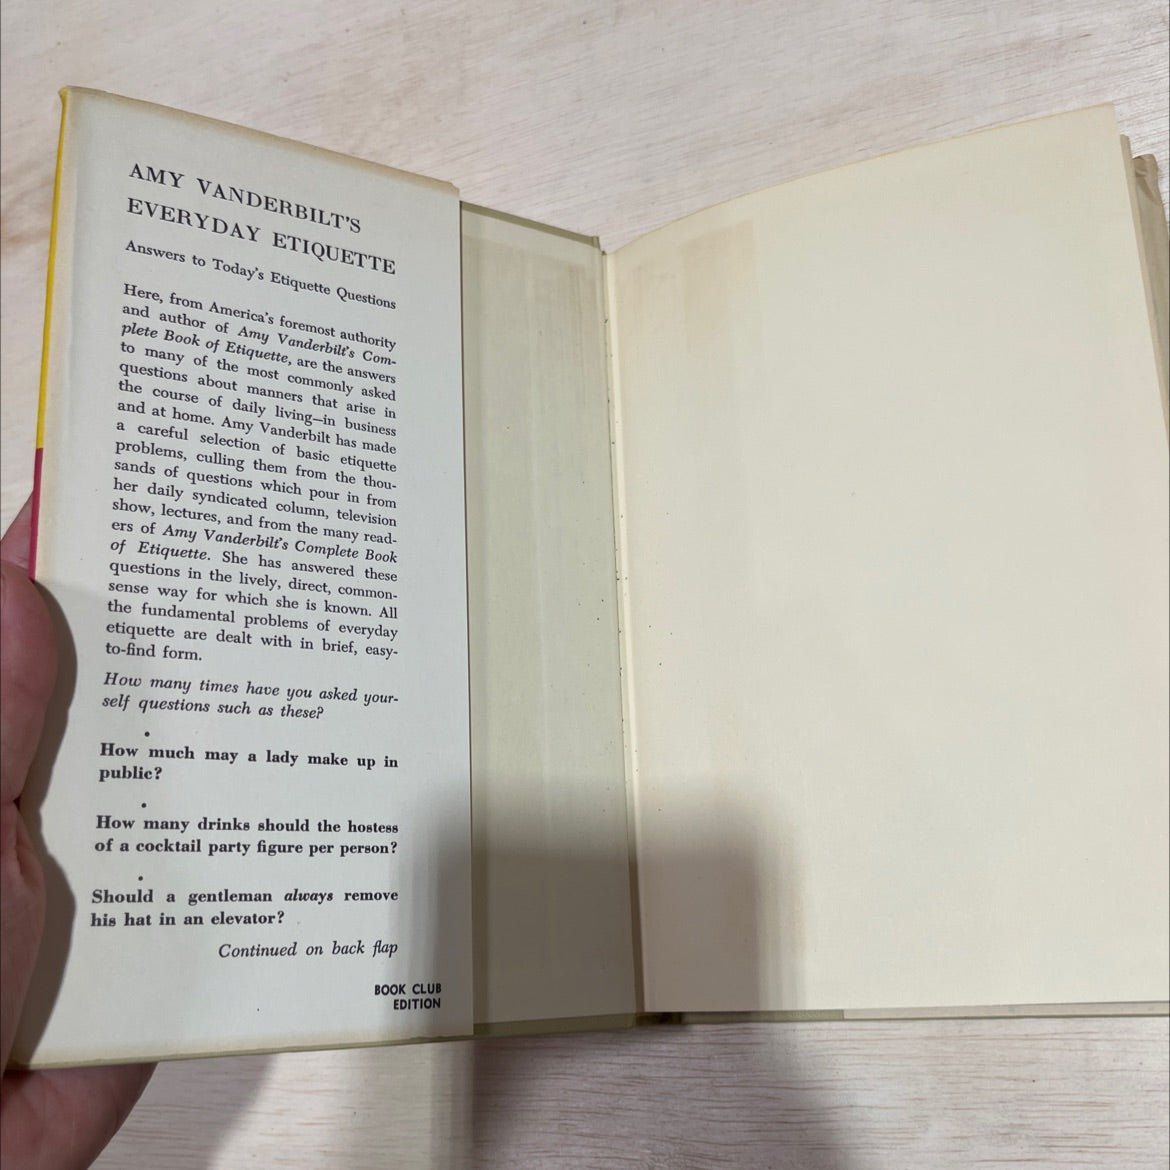 AMY VANDERBILT'S
EVERYDAY ETIQUETTE
Answers to Today's Etiquette Questions
Here, from America's foremost authority
and author of Amy Vanderbilt's Com-
plete Book of Etiquette, are the answers
to many of the most commonly asked
questions about manners that arise in
the course of daily living—in business
and at home. Amy Vanderbilt has made
a careful selection of basic etiquette
problems, culling them from the thou-
sands of questions which pour in from
her daily syndicated column, television
show, lectures, and from the many read-
ers of Amy Vanderbilt's Complete Book
of Etiquette. She has answered these
questions in the lively, direct, common-
sense way for which she is known. All
the fundamental problems of everyday
etiquette are dealt with in brief, easy-
to-find form.
How many times have you asked your-
self questions such as these?
•
How much may a lady make up in
public?
•
How many drinks should the hostess
of a cocktail party figure per person?
•
Should a gentleman always remove
his hat in an elevator?
Continued on back flap
BOOK CLUB
EDITION